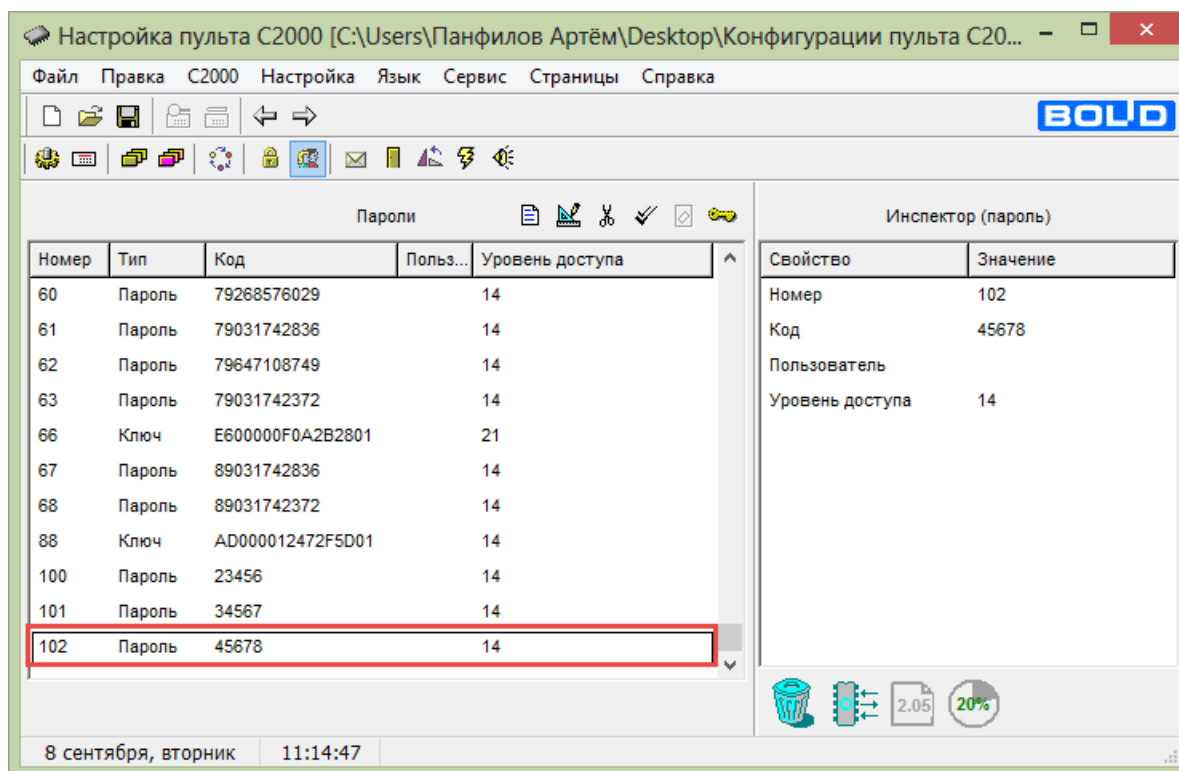 Настройка пульта C2000 [C:\Users\Панфилов Артём\Desktop\Конфигурации пульта C20...
Файл Правка C2000 Настройка Язык Сервис Страницы Справка
BOLID
Пароли
Инспектор (пароль)
Номер Тип Код Польз... Уровень доступа
Свойство Значение
60 Пароль 79268576029 14
Номер 102
61 Пароль 79031742836 14
Код 45678
62 Пароль 79647108749 14
Пользователь
63 Пароль 79031742372 14
Уровень доступа 14
66 Ключ E600000F0A2B2801 21
67 Пароль 89031742836 14
68 Пароль 89031742372 14
88 Ключ AD000012472F5D01 14
100 Пароль 23456 14
101 Пароль 34567 14
102 Пароль 45678 14
2.05 20%
8 сентября, вторник 11:14:47